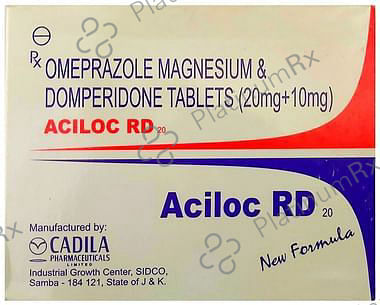 Rx OMEPRAZOLE MAGNESIUM &
DOMPERIDONE TABLETS (20mg+10mg)
ACILOC RD 20
Aciloc RD 20
New Formula
Manufactured by:
CADILA
PHARMACEUTICALS
LIMITED
Industrial Growth Center, SIDCO,
Samba - 184 121, State of J & K.
PlatinumRx